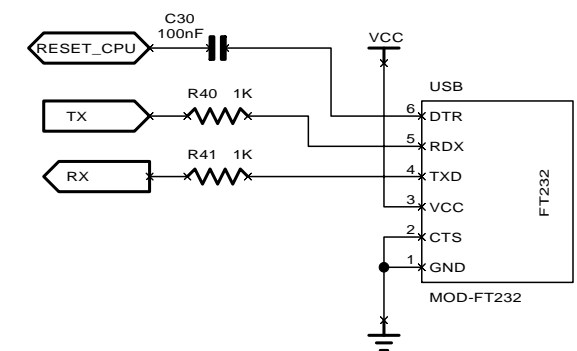 C30
100nF
RESET_CPU
VCC
USB
R40 1K
TX
6 DTR
5 RDX
R41 1K
RX
4 TXD
3 VCC
2 CTS
1 GND
FT232
MOD-FT232